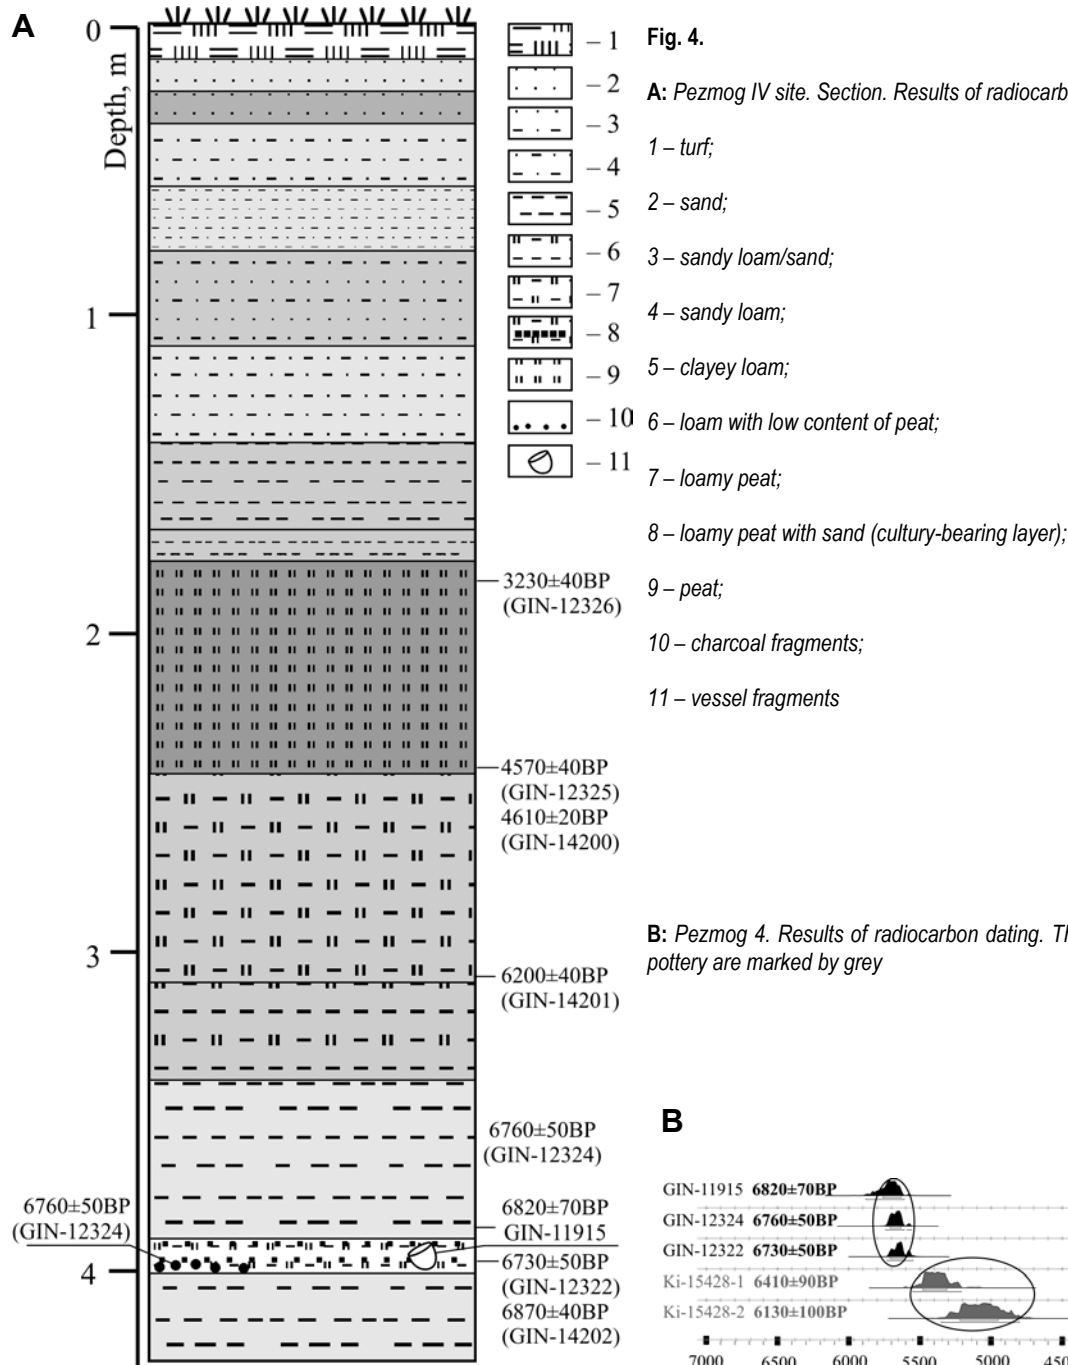 A
0
Depth, m
1
2
3
4
– 1
– 2
– 3
– 4
– 5
– 6
– 7
– 8
– 9
– 10
– 11
3230±40BP
(GIN-12326)
4570±40BP
(GIN-12325)
4610±20BP
(GIN-14200)
6200±40BP
(GIN-14201)
6760±50BP
(GIN-12324)
6760±50BP
(GIN-12324)
6820±70BP
GIN-11915
6730±50BP
(GIN-12322)
6870±40BP
(GIN-14202)
Fig. 4.
A: Pezmog IV site. Section. Results of radiocarb
1 – turf;
2 – sand;
3 – sandy loam/sand;
4 – sandy loam;
5 – clayey loam;
6 – loam with low content of peat;
7 – loamy peat;
8 – loamy peat with sand (cultury-bearing layer);
9 – peat;
10 – charcoal fragments;
11 – vessel fragments
B: Pezmog 4. Results of radiocarbon dating. Th
pottery are marked by grey
B
GIN-11915 6820±70BP
GIN-12324 6760±50BP
GIN-12322 6730±50BP
Ki-15428-1 6410±90BP
Ki-15428-2 6130±100BP
7000 6500 6000 5500 5000 450